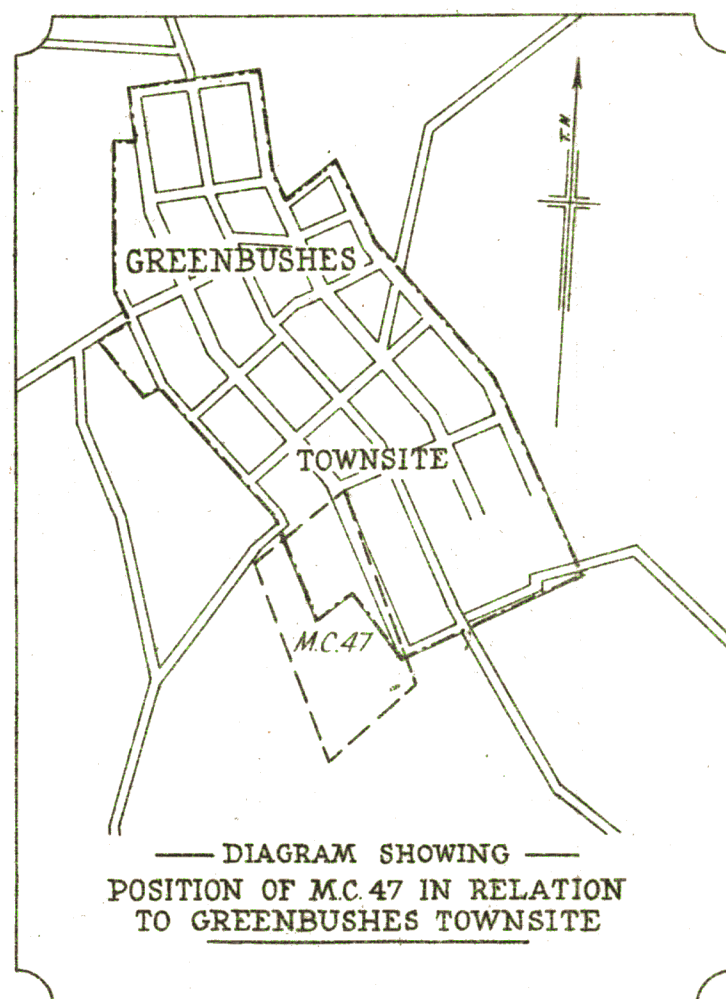 T.N
GREENBUSHES
TOWNSITE
M.C.47
DIAGRAM SHOWING
POSITION OF M.C.47 IN RELATION
TO GREENBUSHES TOWNSITE